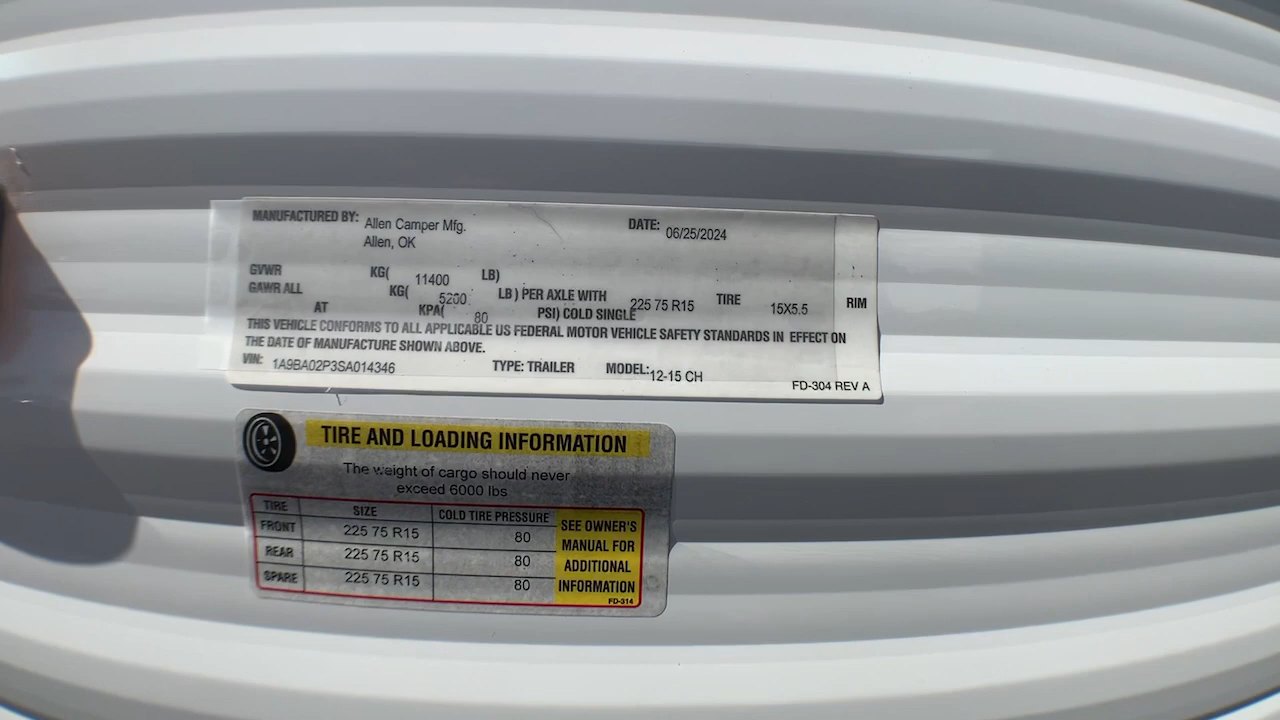 MANUFACTURED BY: Allen Camper Mfg. DATE: 06/25/2024
Allen, OK
GVWR KG( 11400 LB)
GAWR ALL KG( 5200 LB) PER AXLE WITH 225 75 R15 TIRE 15X5.5 RIM
AT KPA( 80 PSI) COLD SINGLE
THIS VEHICLE CONFORMS TO ALL APPLICABLE US FEDERAL MOTOR VEHICLE SAFETY STANDARDS IN EFFECT ON
THE DATE OF MANUFACTURE SHOWN ABOVE.
VIN: 1A9BA02P3SA014346 TYPE: TRAILER MODEL: 12-15 CH
FD-304 REV A
TIRE AND LOADING INFORMATION
The weight of cargo should never
exceed 6000 lbs
TIRE SIZE COLD TIRE PRESSURE
FRONT 225 75 R15 80
REAR 225 75 R15 80
SPARE 225 75 R15 80
SEE OWNER'S
MANUAL FOR
ADDITIONAL
INFORMATION
FD-314